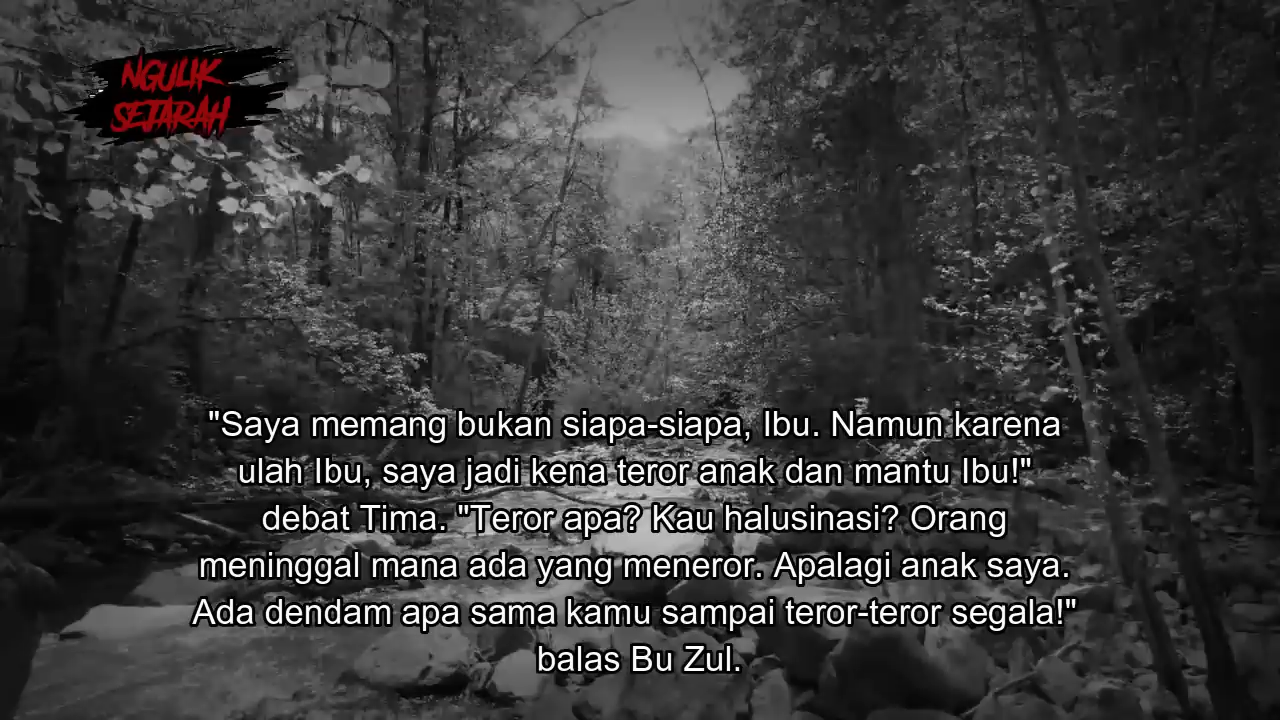 NGULIK
SEJARAH
"Saya memang bukan siapa-siapa, Ibu. Namun karena
ulah Ibu, saya jadi kena teror anak dan mantu Ibu!"
debat Tima. "Teror apa? Kau halusinasi? Orang
meninggal mana ada yang meneror. Apalagi anak saya.
Ada dendam apa sama kamu sampai teror-teror segala!"
balas Bu Zul.